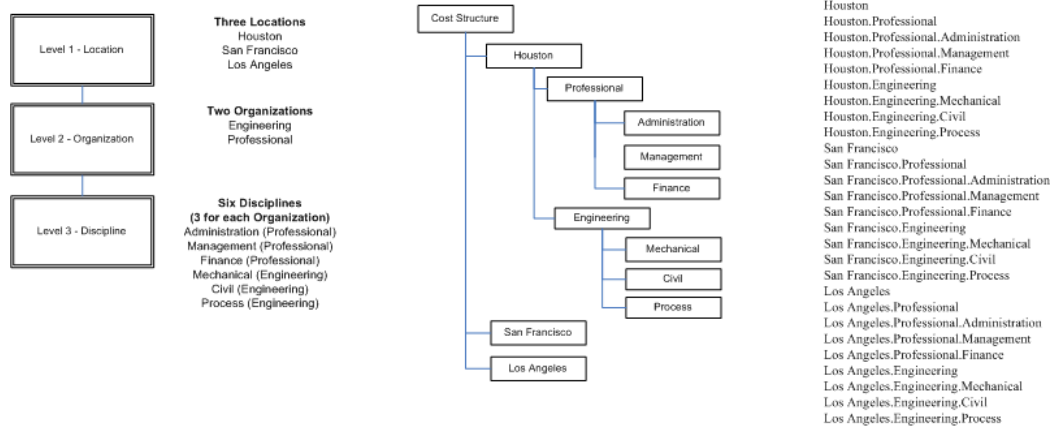 Level 1 - Location
Level 2 - Organization
Level 3 - Discipline
Three Locations
Houston
San Francisco
Los Angeles
Two Organizations
Engineering
Professional
Six Disciplines
(3 for each Organization)
Administration (Professional)
Management (Professional)
Finance (Professional)
Mechanical (Engineering)
Civil (Engineering)
Process (Engineering)
Cost Structure
Houston
Professional
Administration
Management
Finance
Engineering
Mechanical
Civil
Process
San Francisco
Los Angeles
Houston
Houston.Professional
Houston.Professional.Administration
Houston.Professional.Management
Houston.Professional.Finance
Houston.Engineering
Houston.Engineering.Mechanical
Houston.Engineering.Civil
Houston.Engineering.Process
San Francisco
San Francisco.Professional
San Francisco.Professional.Administration
San Francisco.Professional.Management
San Francisco.Professional.Finance
San Francisco.Engineering
San Francisco.Engineering.Mechanical
San Francisco.Engineering.Civil
San Francisco.Engineering.Process
Los Angeles
Los Angeles.Professional
Los Angeles.Professional.Administration
Los Angeles.Professional.Management
Los Angeles.Professional.Finance
Los Angeles.Engineering
Los Angeles.Engineering.Mechanical
Los Angeles.Engineering.Civil
Los Angeles.Engineering.Process